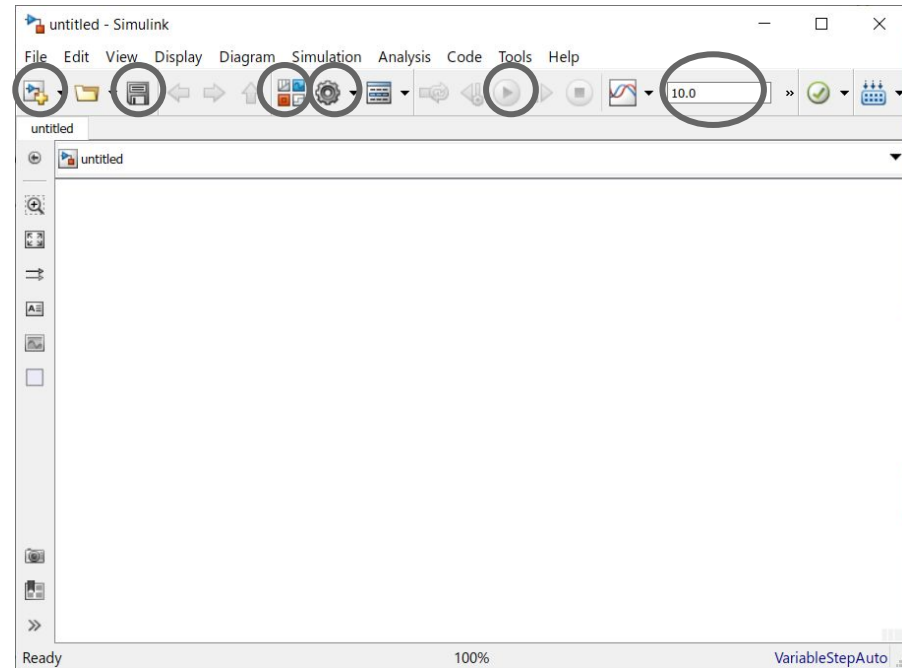 untitled - Simulink
File Edit View Display Diagram Simulation Analysis Code Tools Help
10.0 »
untitled
untitled
A
Ready 100% VariableStepAuto